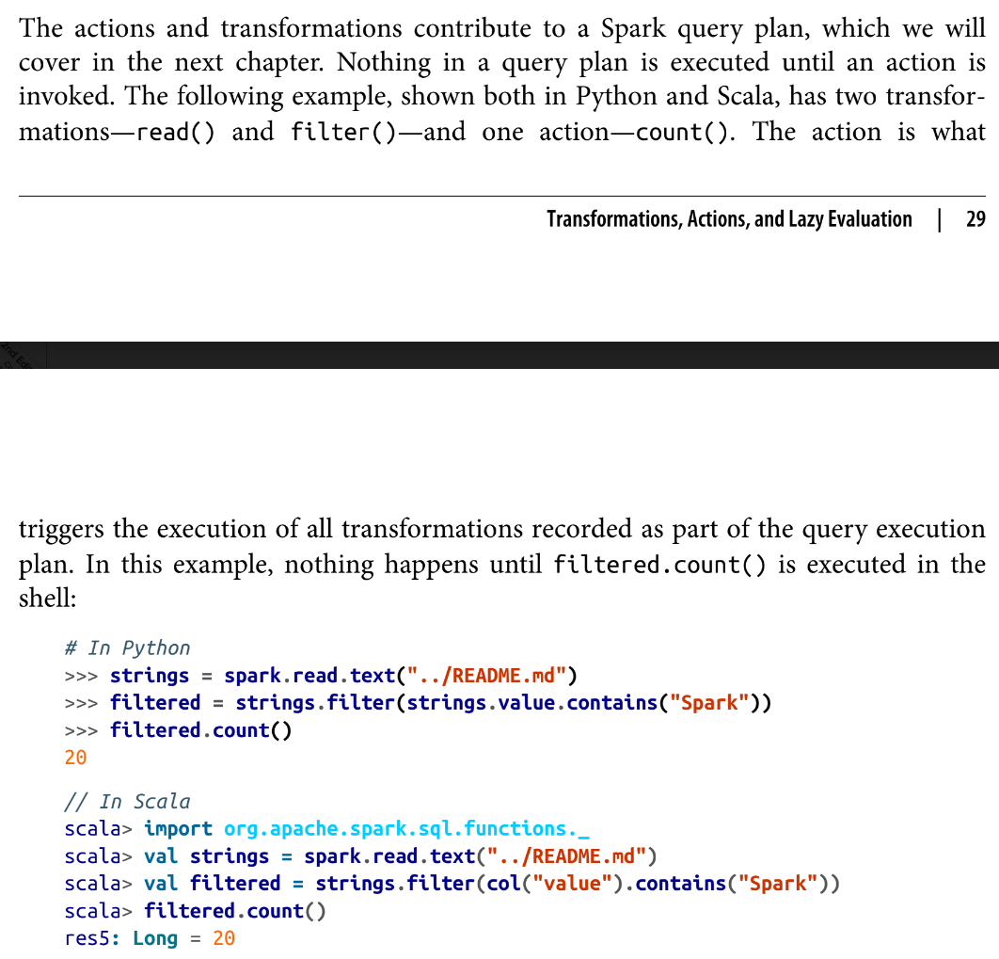 The actions and transformations contribute to a Spark query plan, which we will
cover in the next chapter. Nothing in a query plan is executed until an action is
invoked. The following example, shown both in Python and Scala, has two transfor-
mations—read() and filter()—and one action—count(). The action is what
Transformations, Actions, and Lazy Evaluation | 29
2nd Edi
triggers the execution of all transformations recorded as part of the query execution
plan. In this example, nothing happens until filtered.count() is executed in the
shell:
# In Python
>>> strings = spark.read.text("../README.md")
>>> filtered = strings.filter(strings.value.contains("Spark"))
>>> filtered.count()
20
// In Scala
scala> import org.apache.spark.sql.functions._
scala> val strings = spark.read.text("../README.md")
scala> val filtered = strings.filter(col("value").contains("Spark"))
scala> filtered.count()
res5: Long = 20